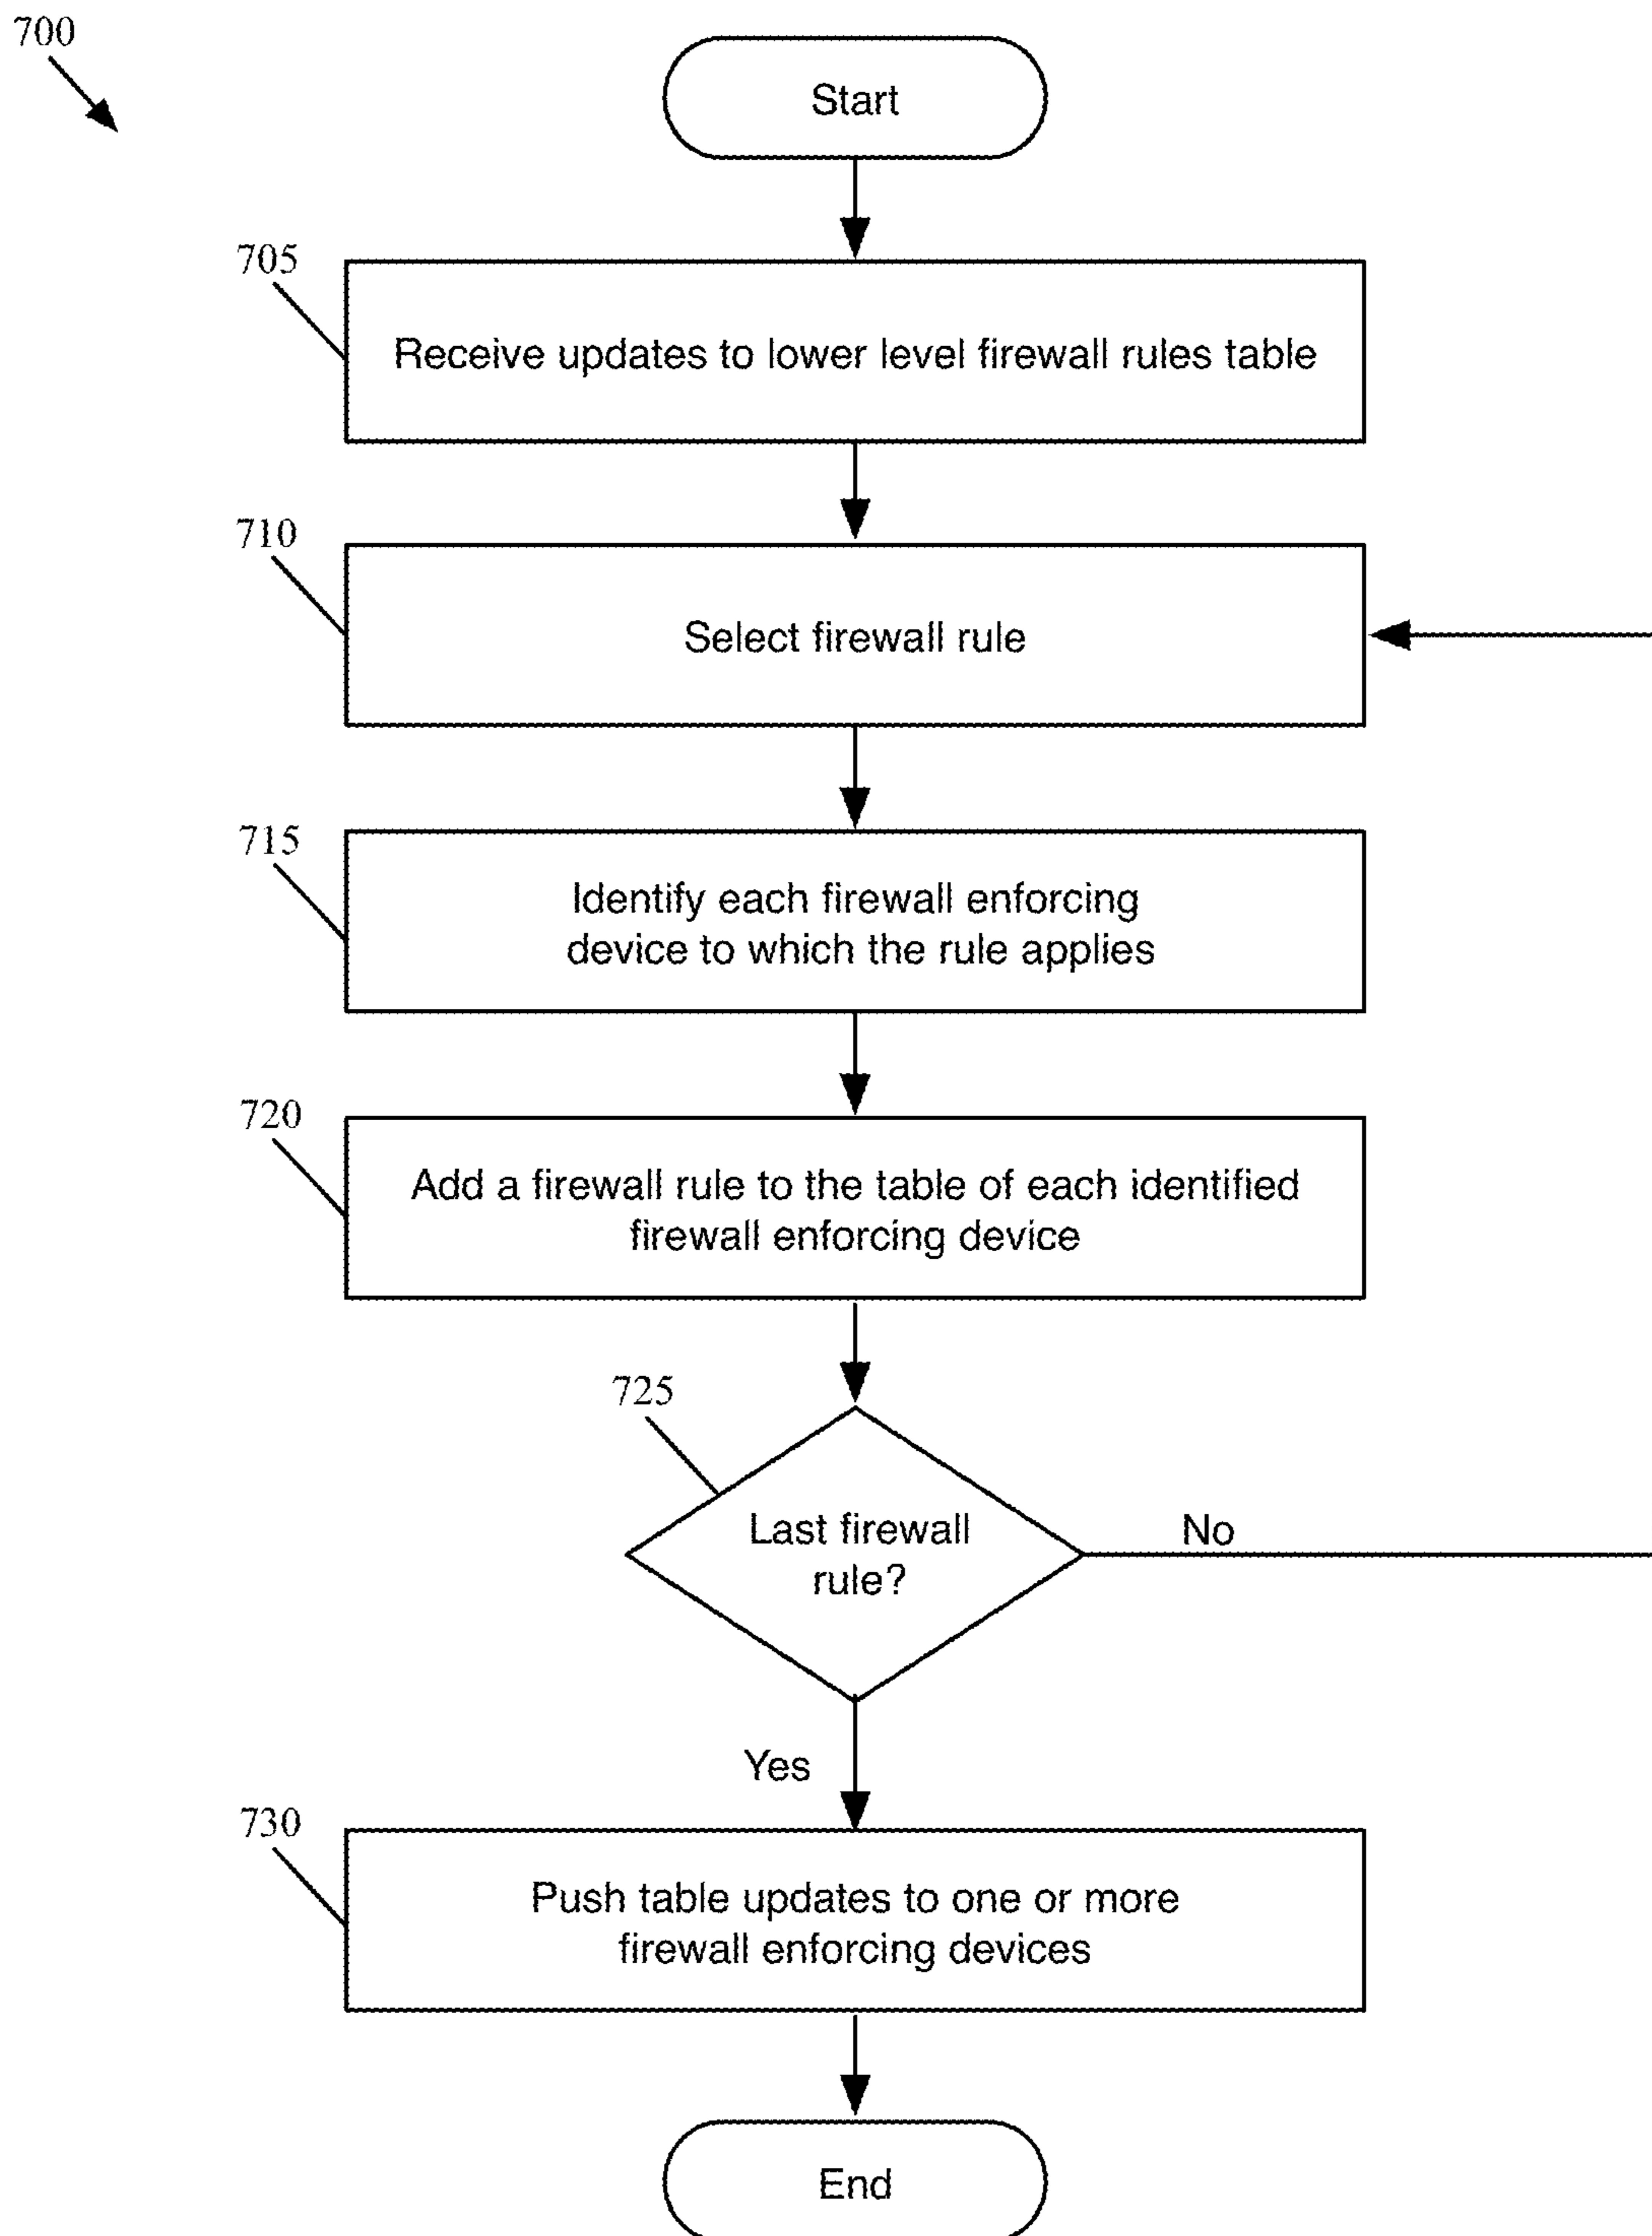 700
Start
705
Receive updates to lower level firewall rules table
710
Select firewall rule
715
Identify each firewall enforcing
device to which the rule applies
720
Add a firewall rule to the table of each identified
firewall enforcing device
725
Last firewall
rule?
No
Yes
730
Push table updates to one or more
firewall enforcing devices
End